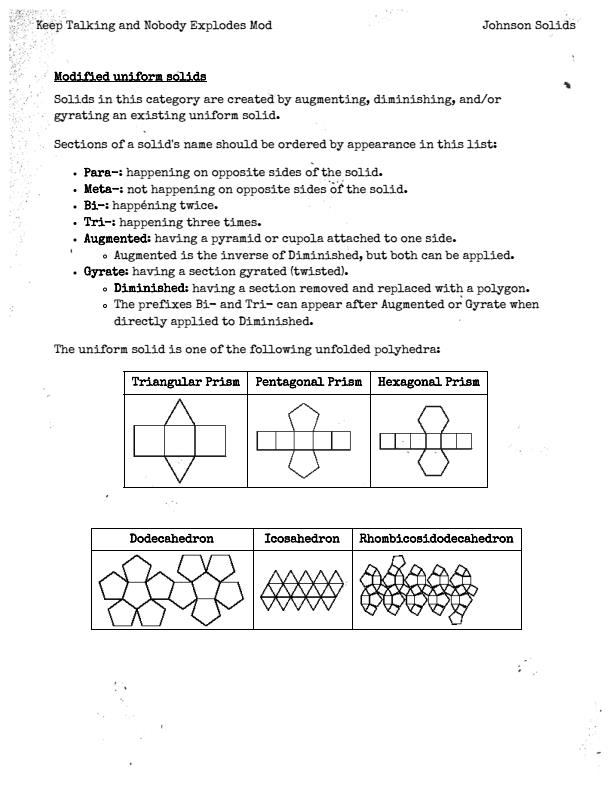 Keep Talking and Nobody Explodes Mod Johnson Solids
Modified uniform solids
Solids in this category are created by augmenting, diminishing, and/or
gyrating an existing uniform solid.
Sections of a solid's name should be ordered by appearance in this list:
• Para-: happening on opposite sides of the solid.
• Meta-: not happening on opposite sides of the solid.
• Bi-: happening twice.
• Tri-: happening three times.
• Augmented: having a pyramid or cupola attached to one side.
◦ Augmented is the inverse of Diminished, but both can be applied.
• Gyrate: having a section gyrated (twisted).
◦ Diminished: having a section removed and replaced with a polygon.
◦ The prefixes Bi- and Tri- can appear after Augmented or Gyrate when
directly applied to Diminished.
The uniform solid is one of the following unfolded polyhedra:
Triangular Prism Pentagonal Prism Hexagonal Prism
Dodecahedron Icosahedron Rhombicosidodecahedron